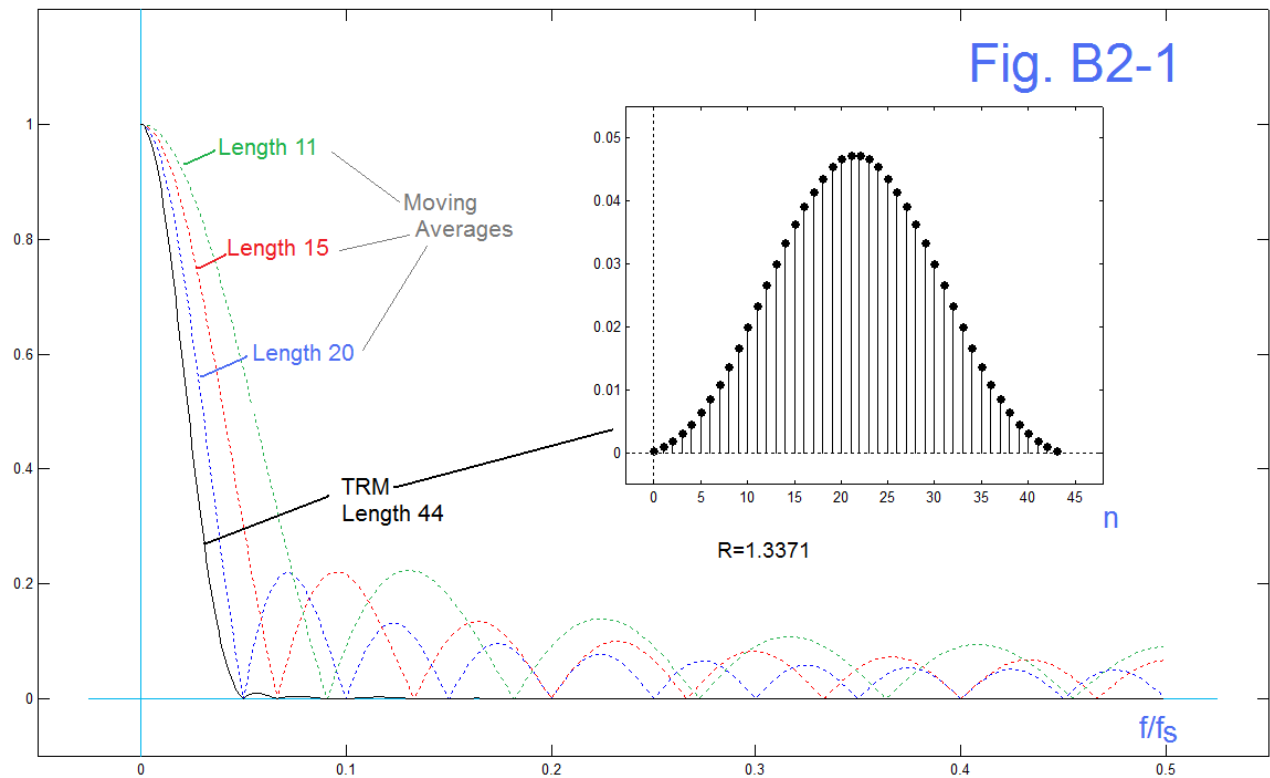 Fig. B2-1
1
0.8
0.6
0.4
0.2
0
Length 11
Moving
Averages
Length 15
Length 20
TRM
Length 44
0.05
0.04
0.03
0.02
0.01
0
0 5 10 15 20 25 30 35 40 45
n
R=1.3371
f/fs
0 0.1 0.2 0.3 0.4 0.5